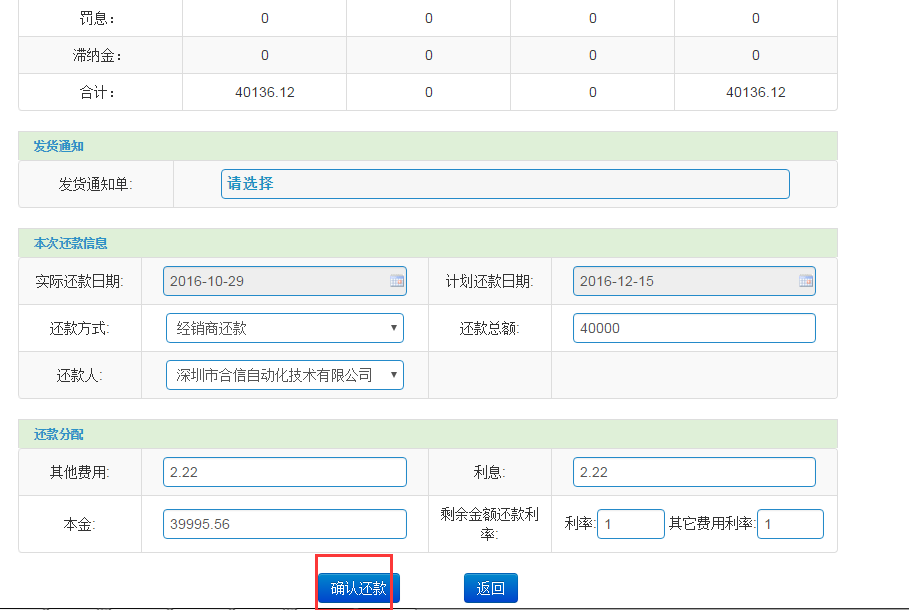 罚息： 0 0 0 0
滞纳金： 0 0 0 0
合计： 40136.12 0 0 40136.12
发货通知
发货通知单: 请选择
本次还款信息
实际还款日期: 2016-10-29 计划还款日期: 2016-12-15
还款方式: 经销商还款 还款总额: 40000
还款人: 深圳市合信自动化技术有限公司
还款分配
其他费用: 2.22 利息: 2.22
本金: 39995.56 剩余金额还款利
率: 利率: 1 其它费用利率: 1
确认还款 返回